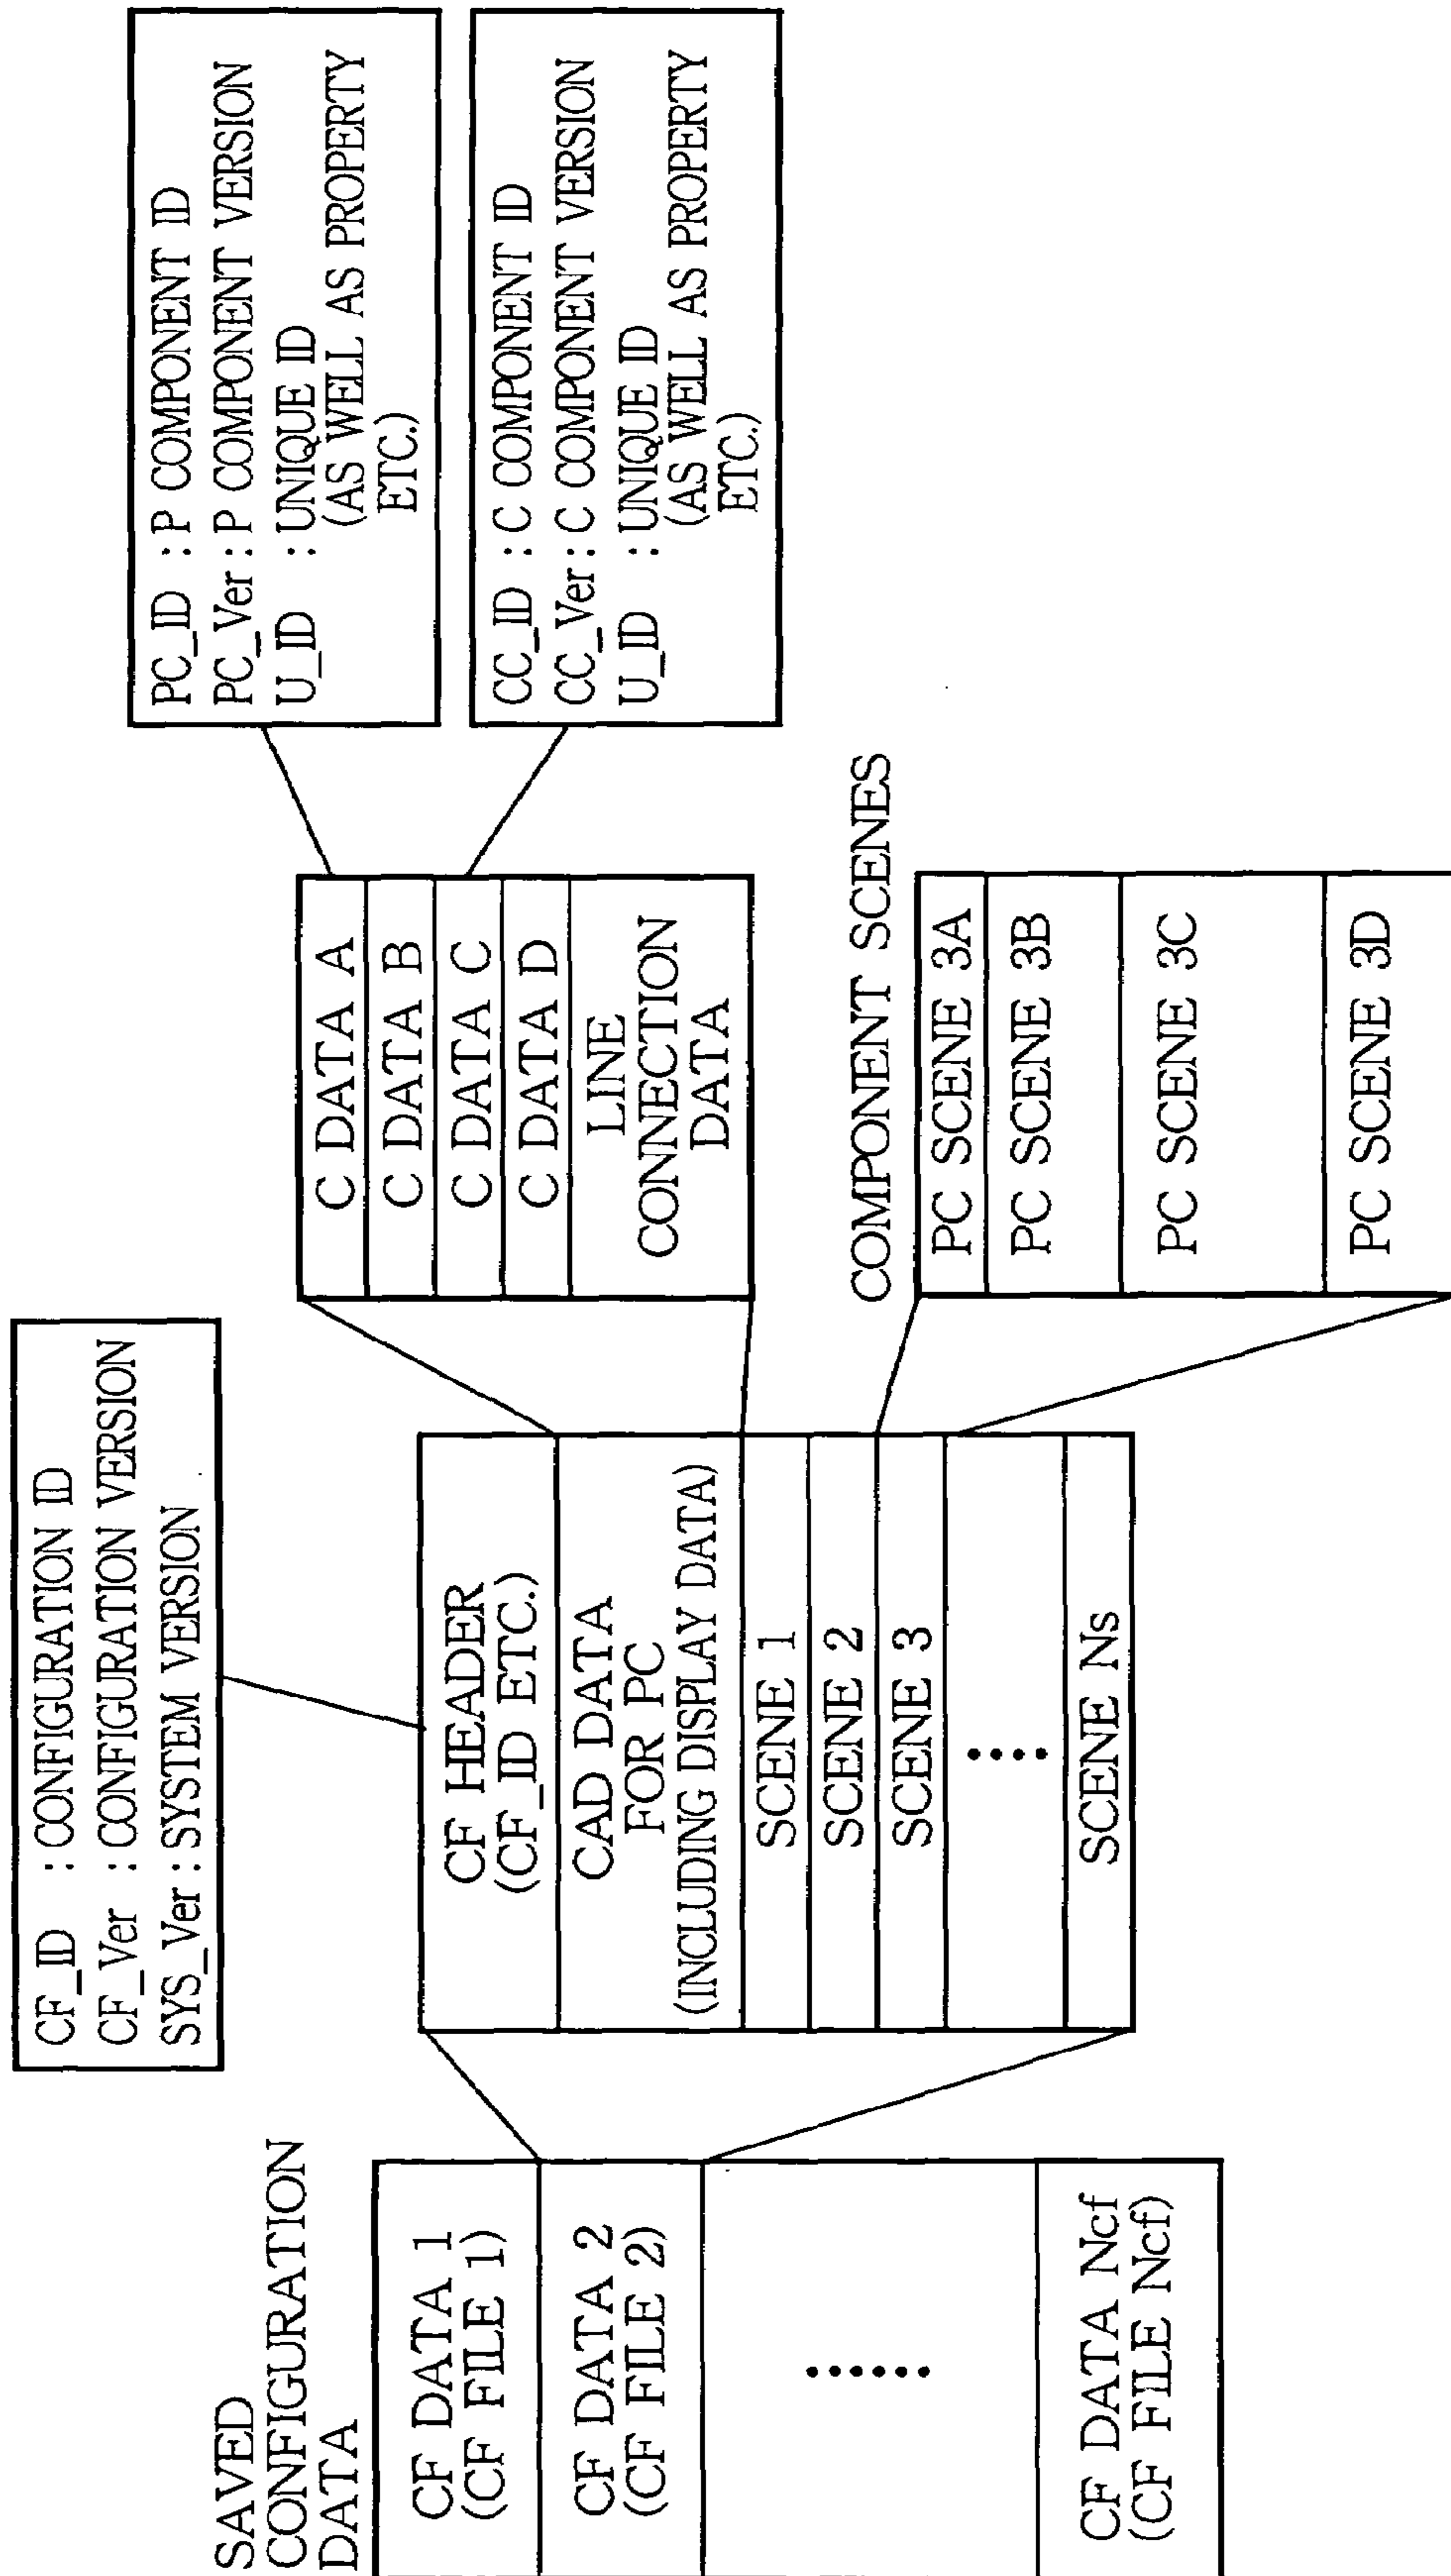 SAVED
CONFIGURATION
DATA
CF DATA 1
(CF FILE 1)
CF DATA 2
(CF FILE 2)
......
CF DATA Ncf
(CF FILE Ncf)
CF_ID : CONFIGURATION ID
CF_Ver : CONFIGURATION VERSION
SYS_Ver : SYSTEM VERSION
CF HEADER
(CF_ID ETC.)
CAD DATA
FOR PC
(INCLUDING DISPLAY DATA)
SCENE 1
SCENE 2
SCENE 3
....
SCENE Ns
C DATA A
C DATA B
C DATA C
C DATA D
LINE
CONNECTION
DATA
COMPONENT SCENES
PC SCENE 3A
PC SCENE 3B
PC SCENE 3C
PC SCENE 3D
PC_ID : P COMPONENT ID
PC_Ver : P COMPONENT VERSION
U_ID : UNIQUE ID
(AS WELL AS PROPERTY
ETC.)
CC_ID : C COMPONENT ID
CC_Ver : C COMPONENT VERSION
U_ID : UNIQUE ID
(AS WELL AS PROPERTY
ETC.)